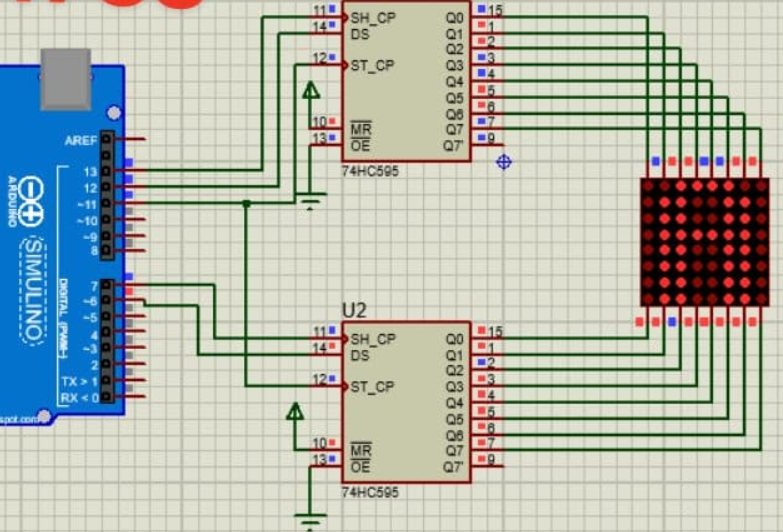 11 SH_CP Q0 15
14 DS Q1 1
Q2 2
12 ST_CP Q3 3
Q4 4
Q5 5
Q6 6
10 MR Q7 7
13 OE Q7' 9
74HC595
AREF
13
12
~11
~10
~9
8
7
~6
~5
4
~3
2
TX > 1
RX < 0
ARDUINO
SIMULINO
DIGITAL (PWM~)
spot.com
U2
11 SH_CP Q0 15
14 DS Q1 1
Q2 2
12 ST_CP Q3 3
Q4 4
Q5 5
Q6 6
10 MR Q7 7
13 OE Q7' 9
74HC595